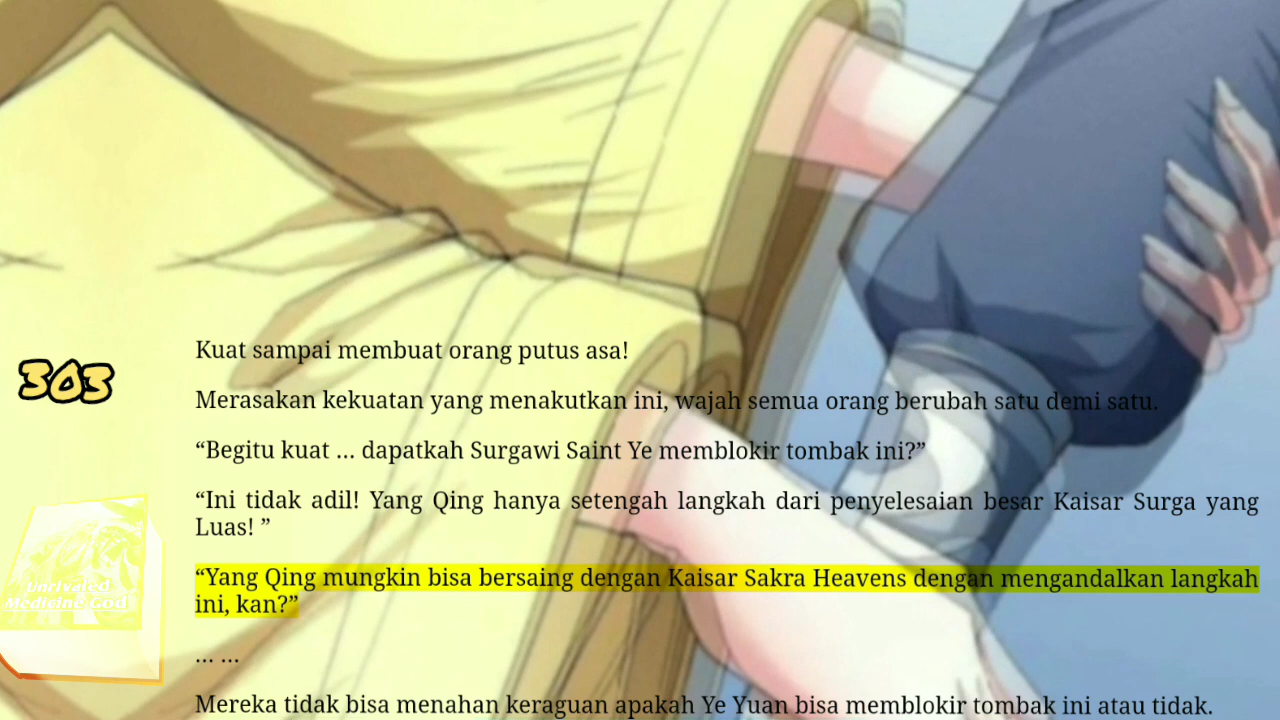 Kuat sampai membuat orang putus asa!
303
Merasakan kekuatan yang menakutkan ini, wajah semua orang berubah satu demi satu.
“Begitu kuat ... dapatkah Surgawi Saint Ye memblokir tombak ini?”
“Ini tidak adil! Yang Qing hanya setengah langkah dari penyelesaian besar Kaisar Surga yang
Luas! ”
“Yang Qing mungkin bisa bersaing dengan Kaisar Sakra Heavens dengan mengandalkan langkah
ini, kan?”
Unrivaled
Medicine God
... ...
Mereka tidak bisa menahan keraguan apakah Ye Yuan bisa memblokir tombak ini atau tidak.